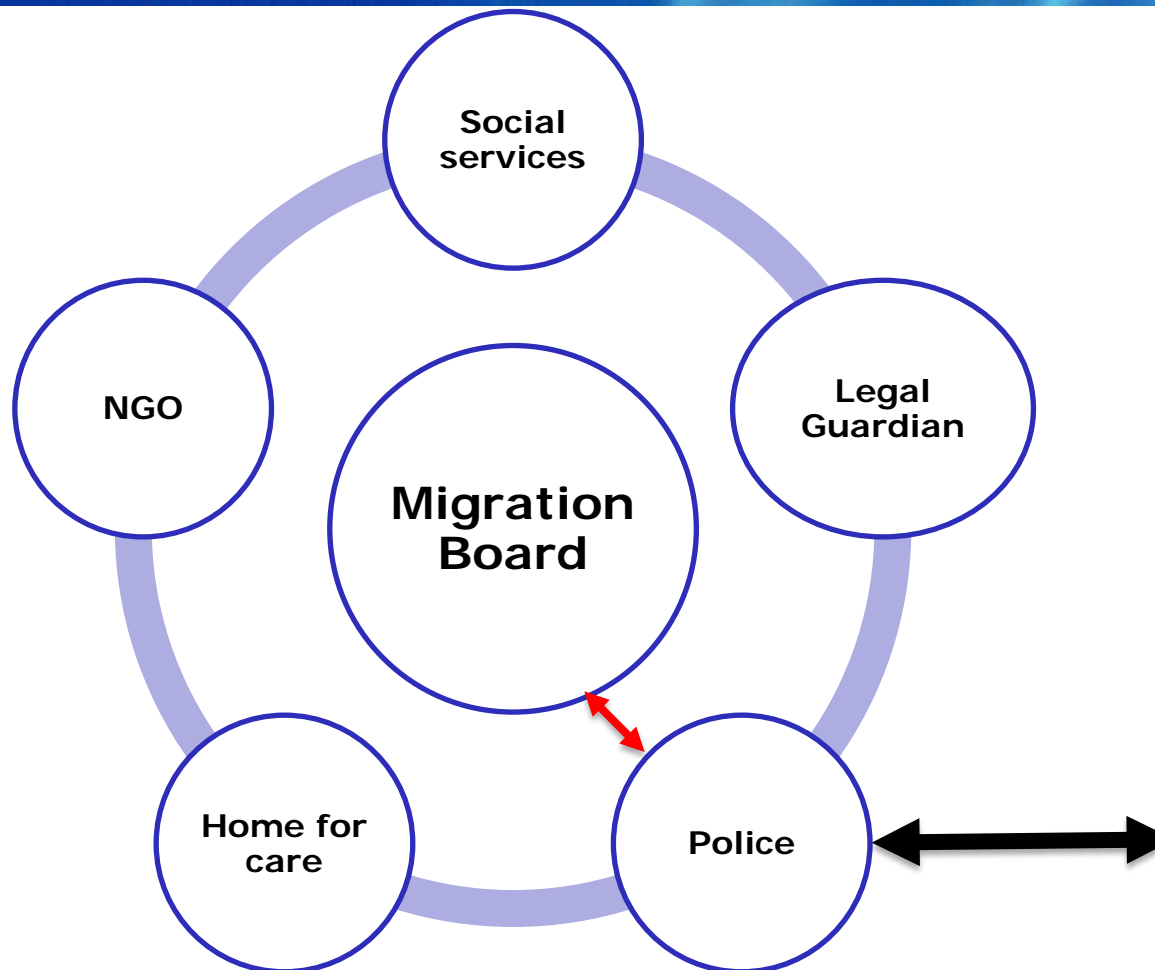 Social
services
NGO
Legal
Guardian
Migration
Board
Home for
care
Police